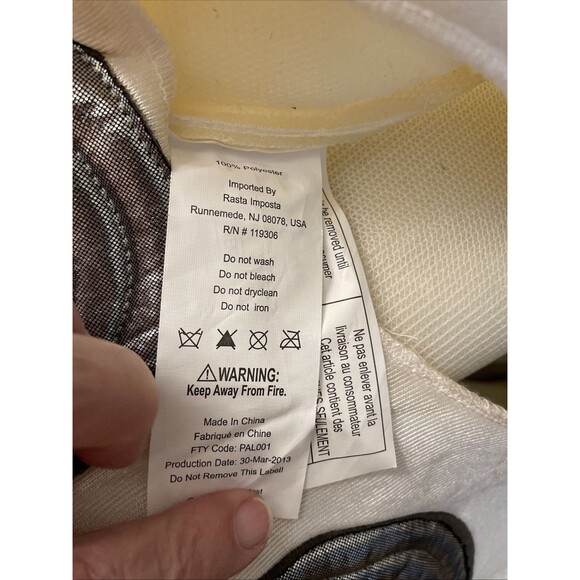 100% Polyester
Imported By
Rasta Imposta
Runnemede, NJ 08078, USA
R/N # 119306
Do not wash
Do not bleach
Do not dryclean
Do not iron
WARNING:
Keep Away From Fire.
Made In China
Fabriqué en Chine
FTY Code: PAL001
Production Date: 30-Mar-2013
Do Not Remove This Label!
be removed until
Ne pas enlever avant la
livraison au consommateur
Cet article contient des
SEULEMENT